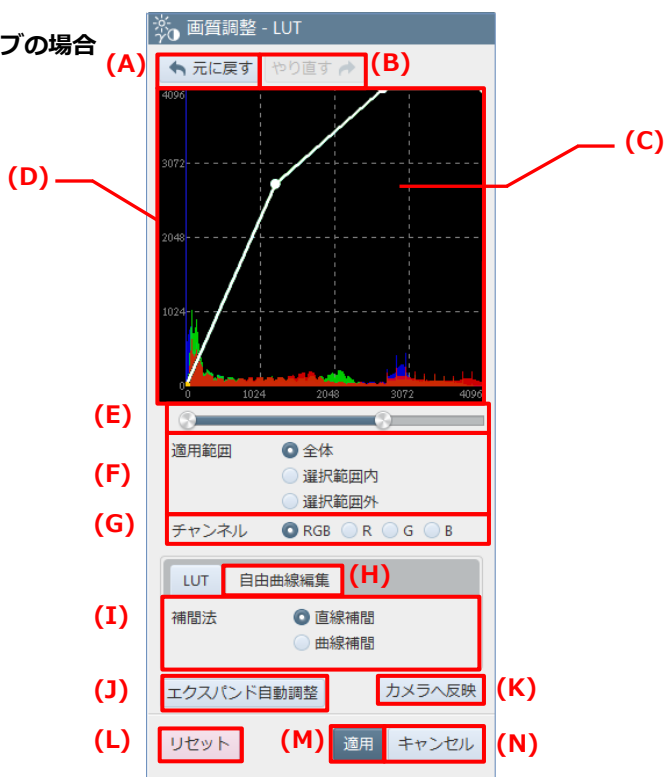 画質調整 - LUT
ブの場合
(A) 元に戻す やり直す (B)
4096
(C)
3072
(D)
2048
1024
0
0 1024 2048 3072 4096
(E)
適用範囲 全体
(F) 選択範囲内
選択範囲外
(G) チャンネル RGB R G B
LUT 自由曲線編集 (H)
(I) 補間法 直線補間
曲線補間
(J) エクスパンド自動調整 カメラへ反映 (K)
(L) リセット (M) 適用 キャンセル (N)